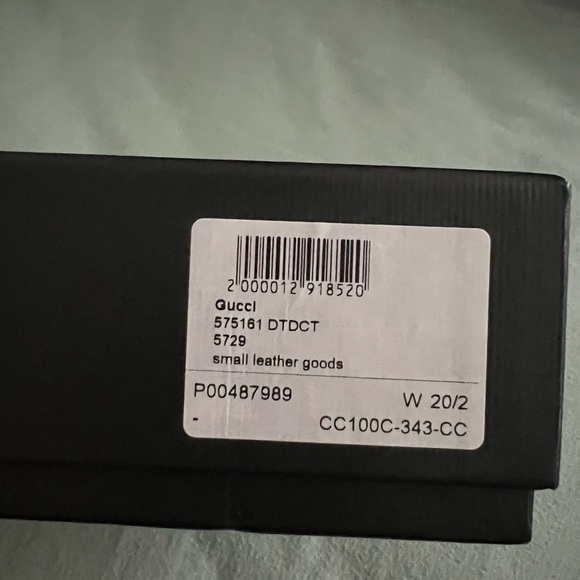 2 000012 918520
Gucci
575161 DTDCT
5729
small leather goods
P00487989 W 20/2
- CC100C-343-CC